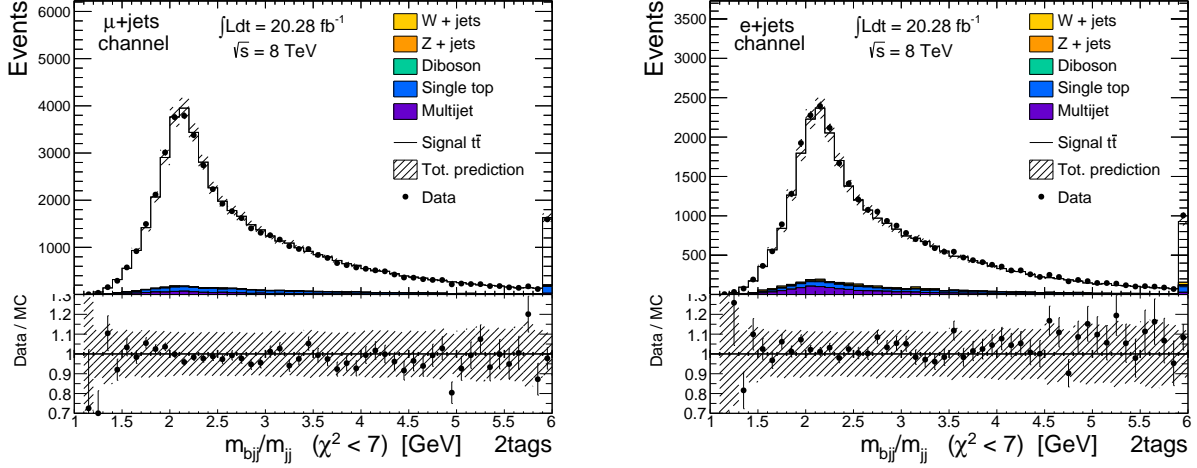 Events
μ+jets
channel
∫Ldt = 20.28 fb⁻¹
√s = 8 TeV
W + jets
Z + jets
Diboson
Single top
Multijet
Signal tt̄
Tot. prediction
Data
6000
5000
4000
3000
2000
1000
Data / MC
1.3
1.2
1.1
1
0.9
0.8
0.7
1 1.5 2 2.5 3 3.5 4 4.5 5 5.5 6
m_bjj/m_jj (χ² < 7) [GeV] 2tags
Events
e+jets
channel
∫Ldt = 20.28 fb⁻¹
√s = 8 TeV
W + jets
Z + jets
Diboson
Single top
Multijet
Signal tt̄
Tot. prediction
Data
3500
3000
2500
2000
1500
1000
500
Data / MC
1.3
1.2
1.1
1
0.9
0.8
0.7
1 1.5 2 2.5 3 3.5 4 4.5 5 5.5 6
m_bjj/m_jj (χ² < 7) [GeV] 2tags